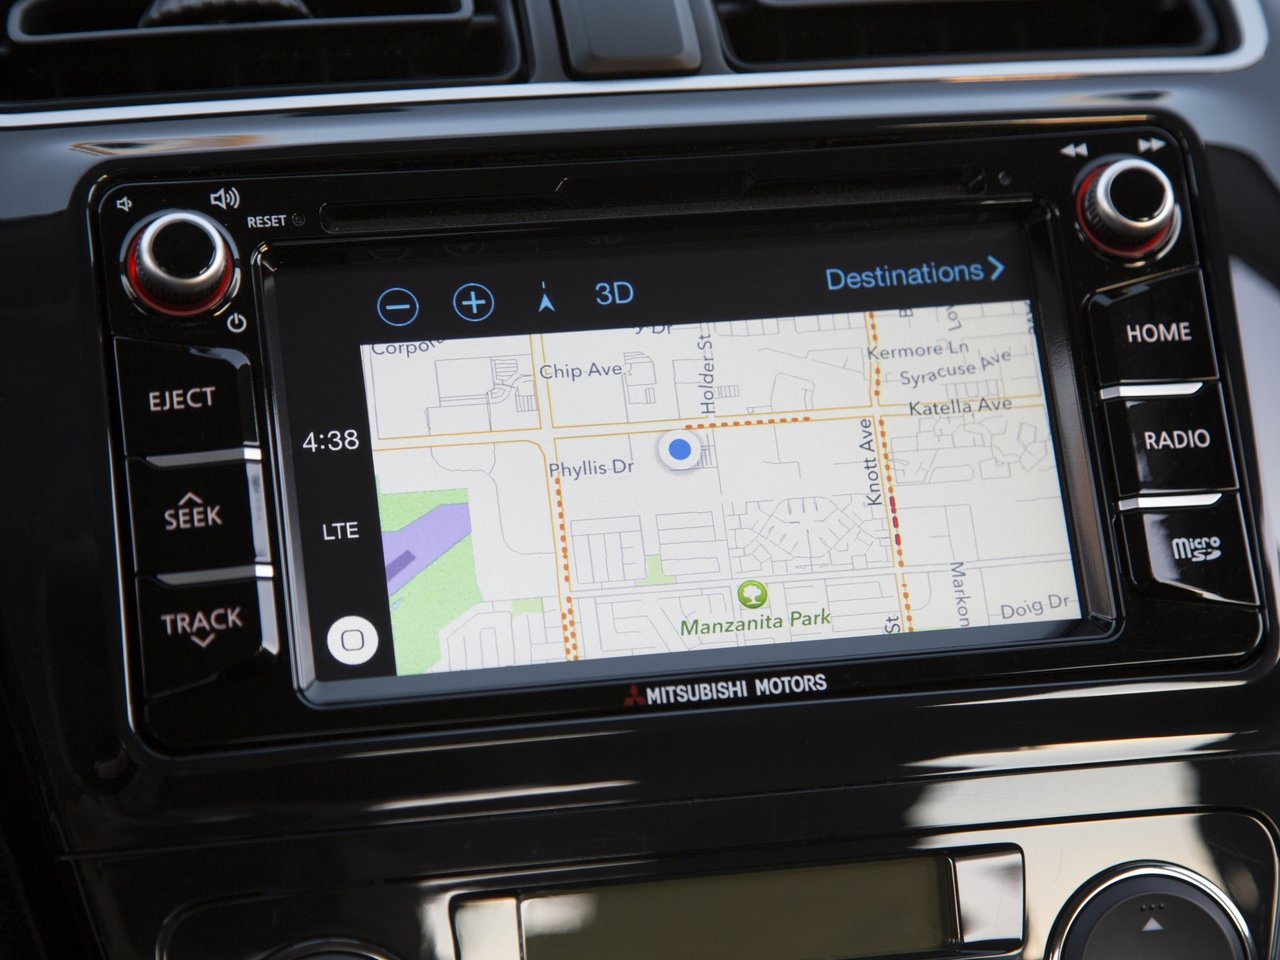 RESET
3D
Destinations
EJECT
SEEK
TRACK
4:38
LTE
HOME
RADIO
Micro SD
Chip Ave
Holder St
Kermore Ln
Syracuse Ave
Katella Ave
Phyllis Dr
Knott Ave
Manzanita Park
St
Markon
Doig Dr
MITSUBISHI MOTORS